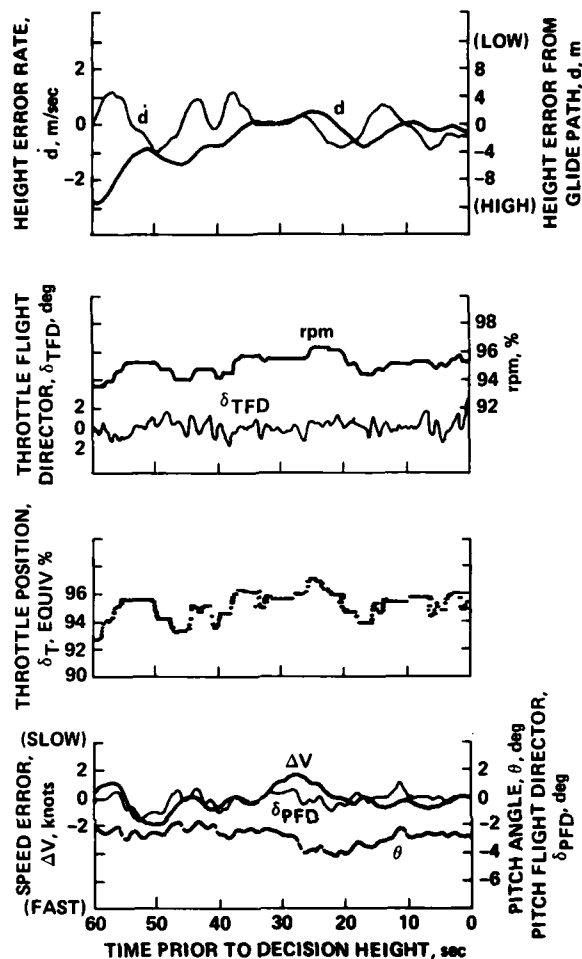 HEIGHT ERROR RATE,
ḋ, m/sec
2
0
-2
ḋ
d
(LOW)
8
4
0
-4
-8
(HIGH)
HEIGHT ERROR FROM
GLIDE PATH, d, m
THROTTLE FLIGHT
DIRECTOR, δTFD, deg
2
0
2
rpm
δTFD
98
96
94
92
rpm, %
THROTTLE POSITION,
δT, EQUIV %
96
94
92
90
(SLOW)
SPEED ERROR,
ΔV, knots
2
0
-2
(FAST)
ΔV
δPFD
θ
2
0
-2
-4
-6
PITCH ANGLE, θ, deg
PITCH FLIGHT DIRECTOR,
δPFD, deg
60 50 40 30 20 10 0
TIME PRIOR TO DECISION HEIGHT, sec